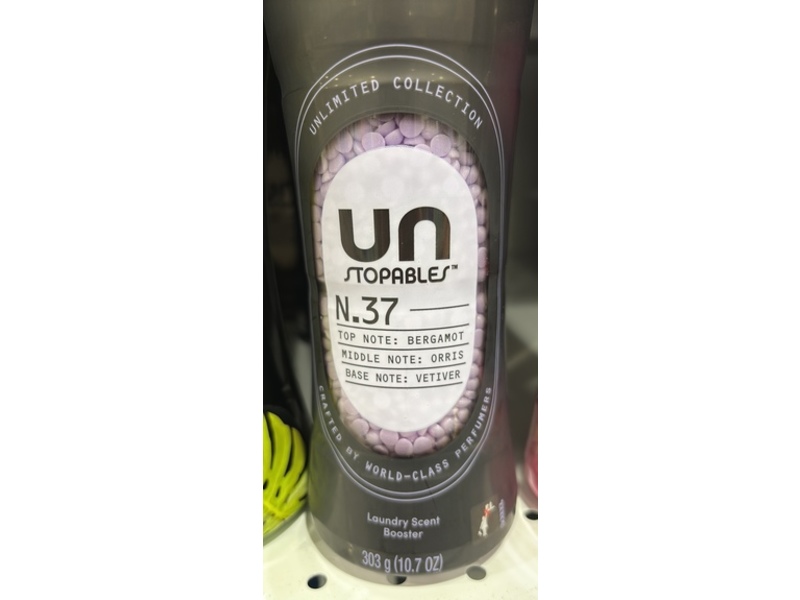 UNLIMITED COLLECTION
UN
STOPABLES™
N.37
TOP NOTE: BERGAMOT
MIDDLE NOTE: ORRIS
BASE NOTE: VETIVER
CRAFTED BY WORLD-CLASS PERFUMERS
Laundry Scent
Booster
303 g (10.7 OZ)